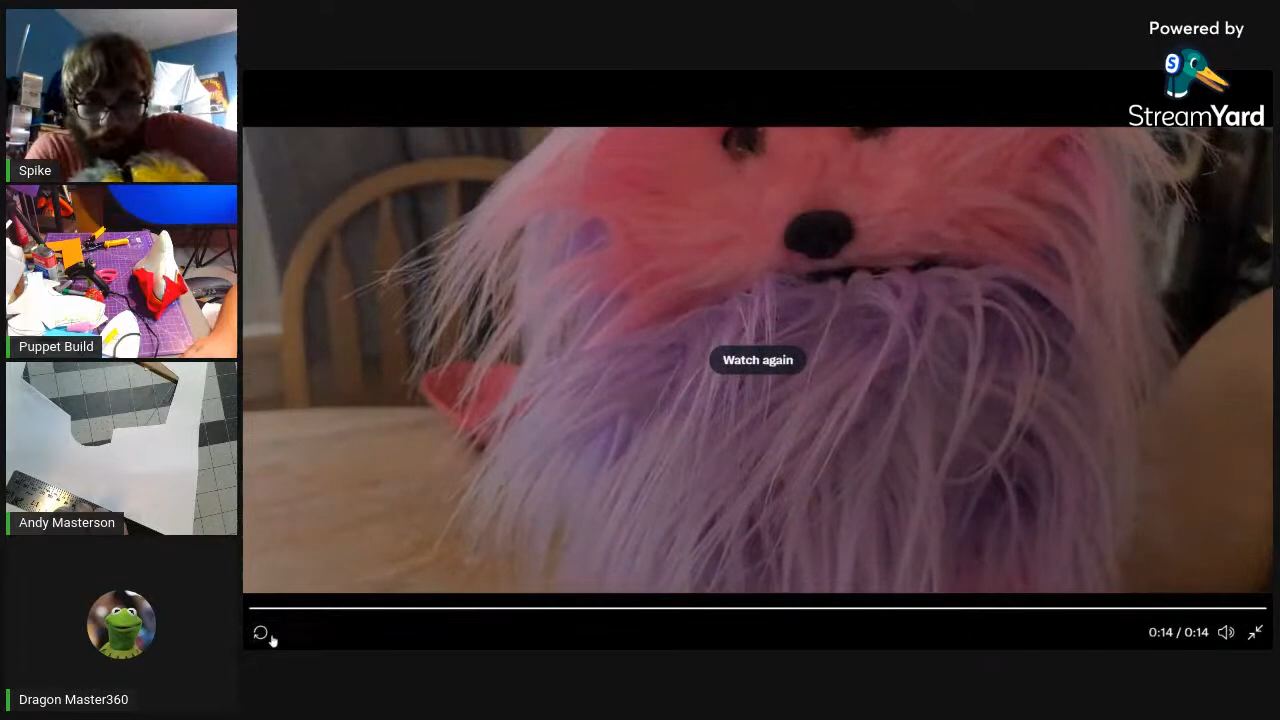 Powered by
S
StreamYard
Spike
Puppet Build
Andy Masterson
Dragon Master360
Watch again
0:14 / 0:14